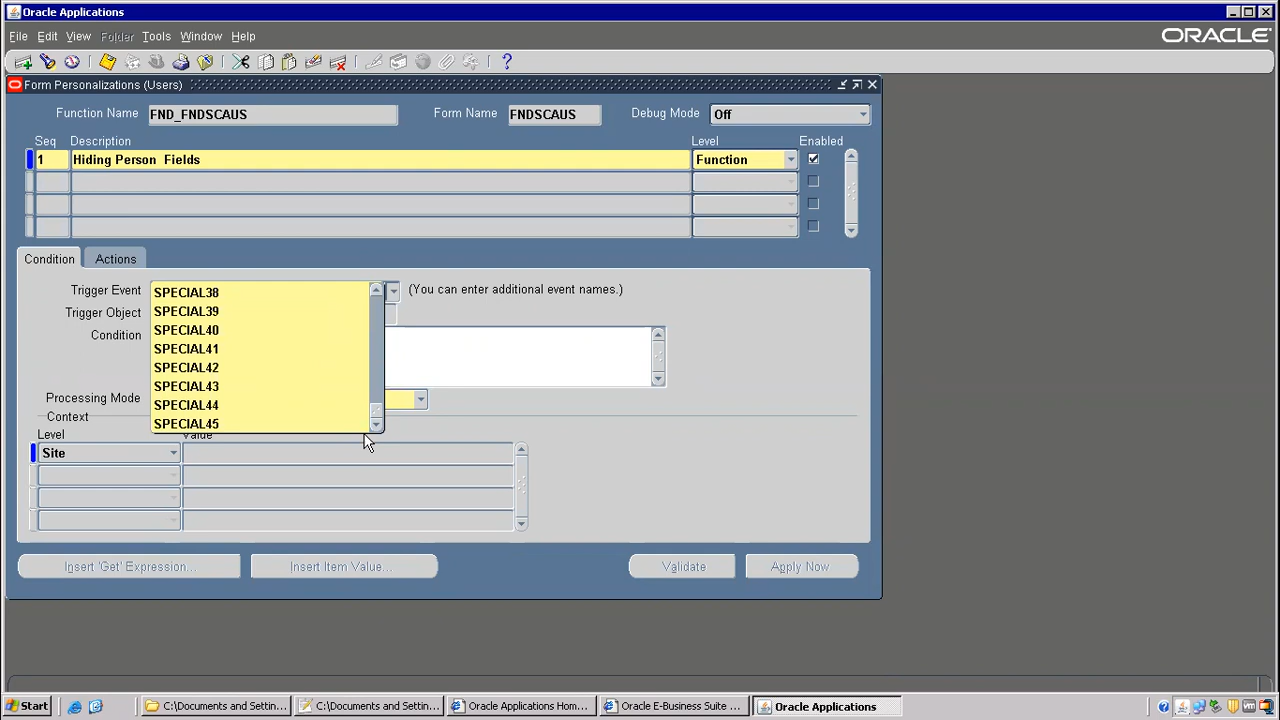 Oracle Applications
File Edit View Folder Tools Window Help
ORACLE
Form Personalizations (Users)
Function Name FND_FNDSCAUS Form Name FNDSCAUS Debug Mode Off
Seq Description Level Enabled
1 Hiding Person Fields Function
Condition Actions
Trigger Event (You can enter additional event names.)
Trigger Object
Condition
Processing Mode
SPECIAL38
SPECIAL39
SPECIAL40
SPECIAL41
SPECIAL42
SPECIAL43
SPECIAL44
SPECIAL45
Context
Level Value
Site
Insert 'Get' Expression... Insert Item Value... Validate Apply Now
Start C:\Documents and Settin... C:\Documents and Settin... Oracle Applications - m... Oracle E-Business Suite ... Oracle Applications